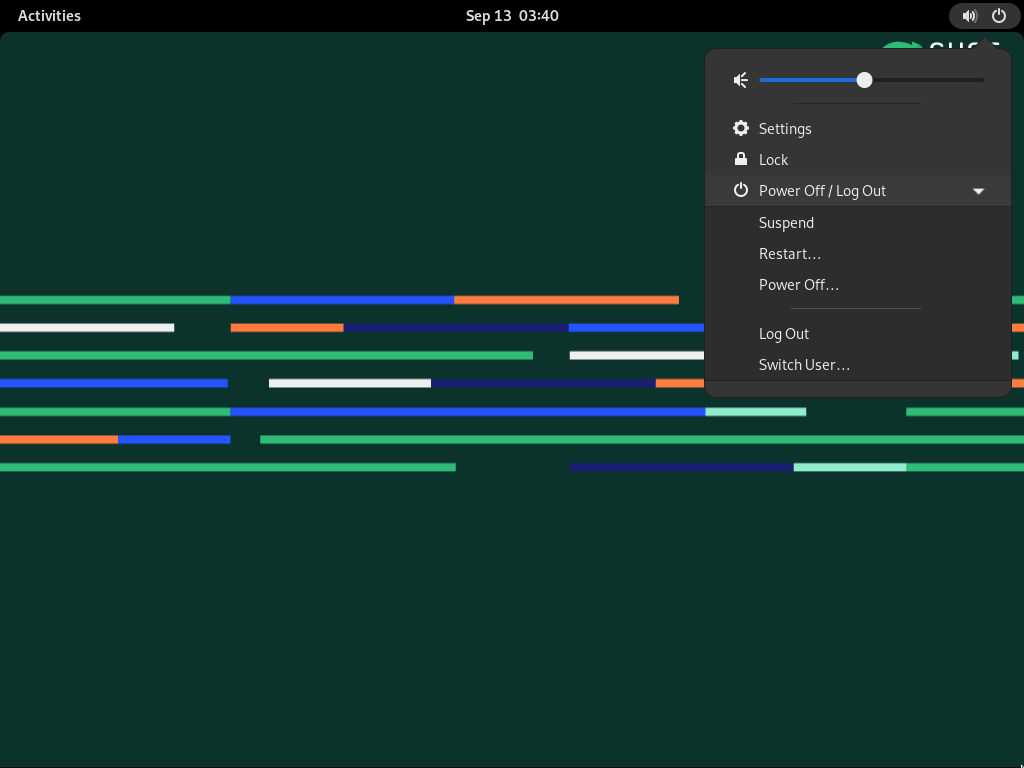 Activities
Sep 13 03:40
Settings
Lock
Power Off / Log Out
Suspend
Restart…
Power Off…
Log Out
Switch User…